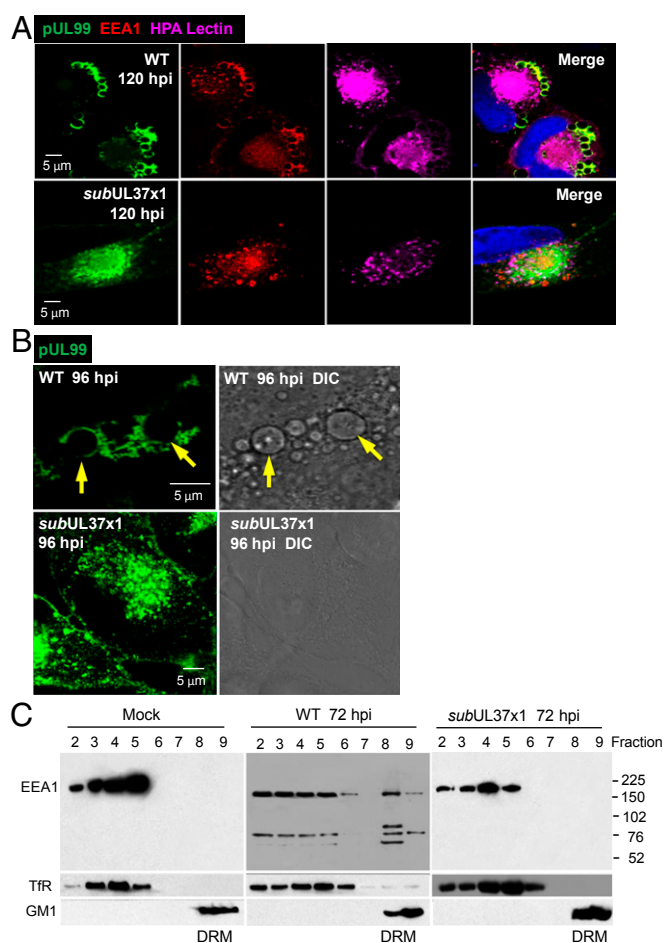 A
pUL99 EEA1 HPA Lectin
WT
120 hpi
5 µm
Merge
subUL37x1
120 hpi
5 µm
Merge
B
pUL99
WT 96 hpi
5 µm
WT 96 hpi DIC
subUL37x1
96 hpi
5 µm
subUL37x1
96 hpi DIC
C
Mock
WT 72 hpi
subUL37x1 72 hpi
2 3 4 5 6 7 8 9
2 3 4 5 6 7 8 9
2 3 4 5 6 7 8 9
Fraction
EEA1
225
150
102
76
52
TfR
GM1
DRM
DRM
DRM